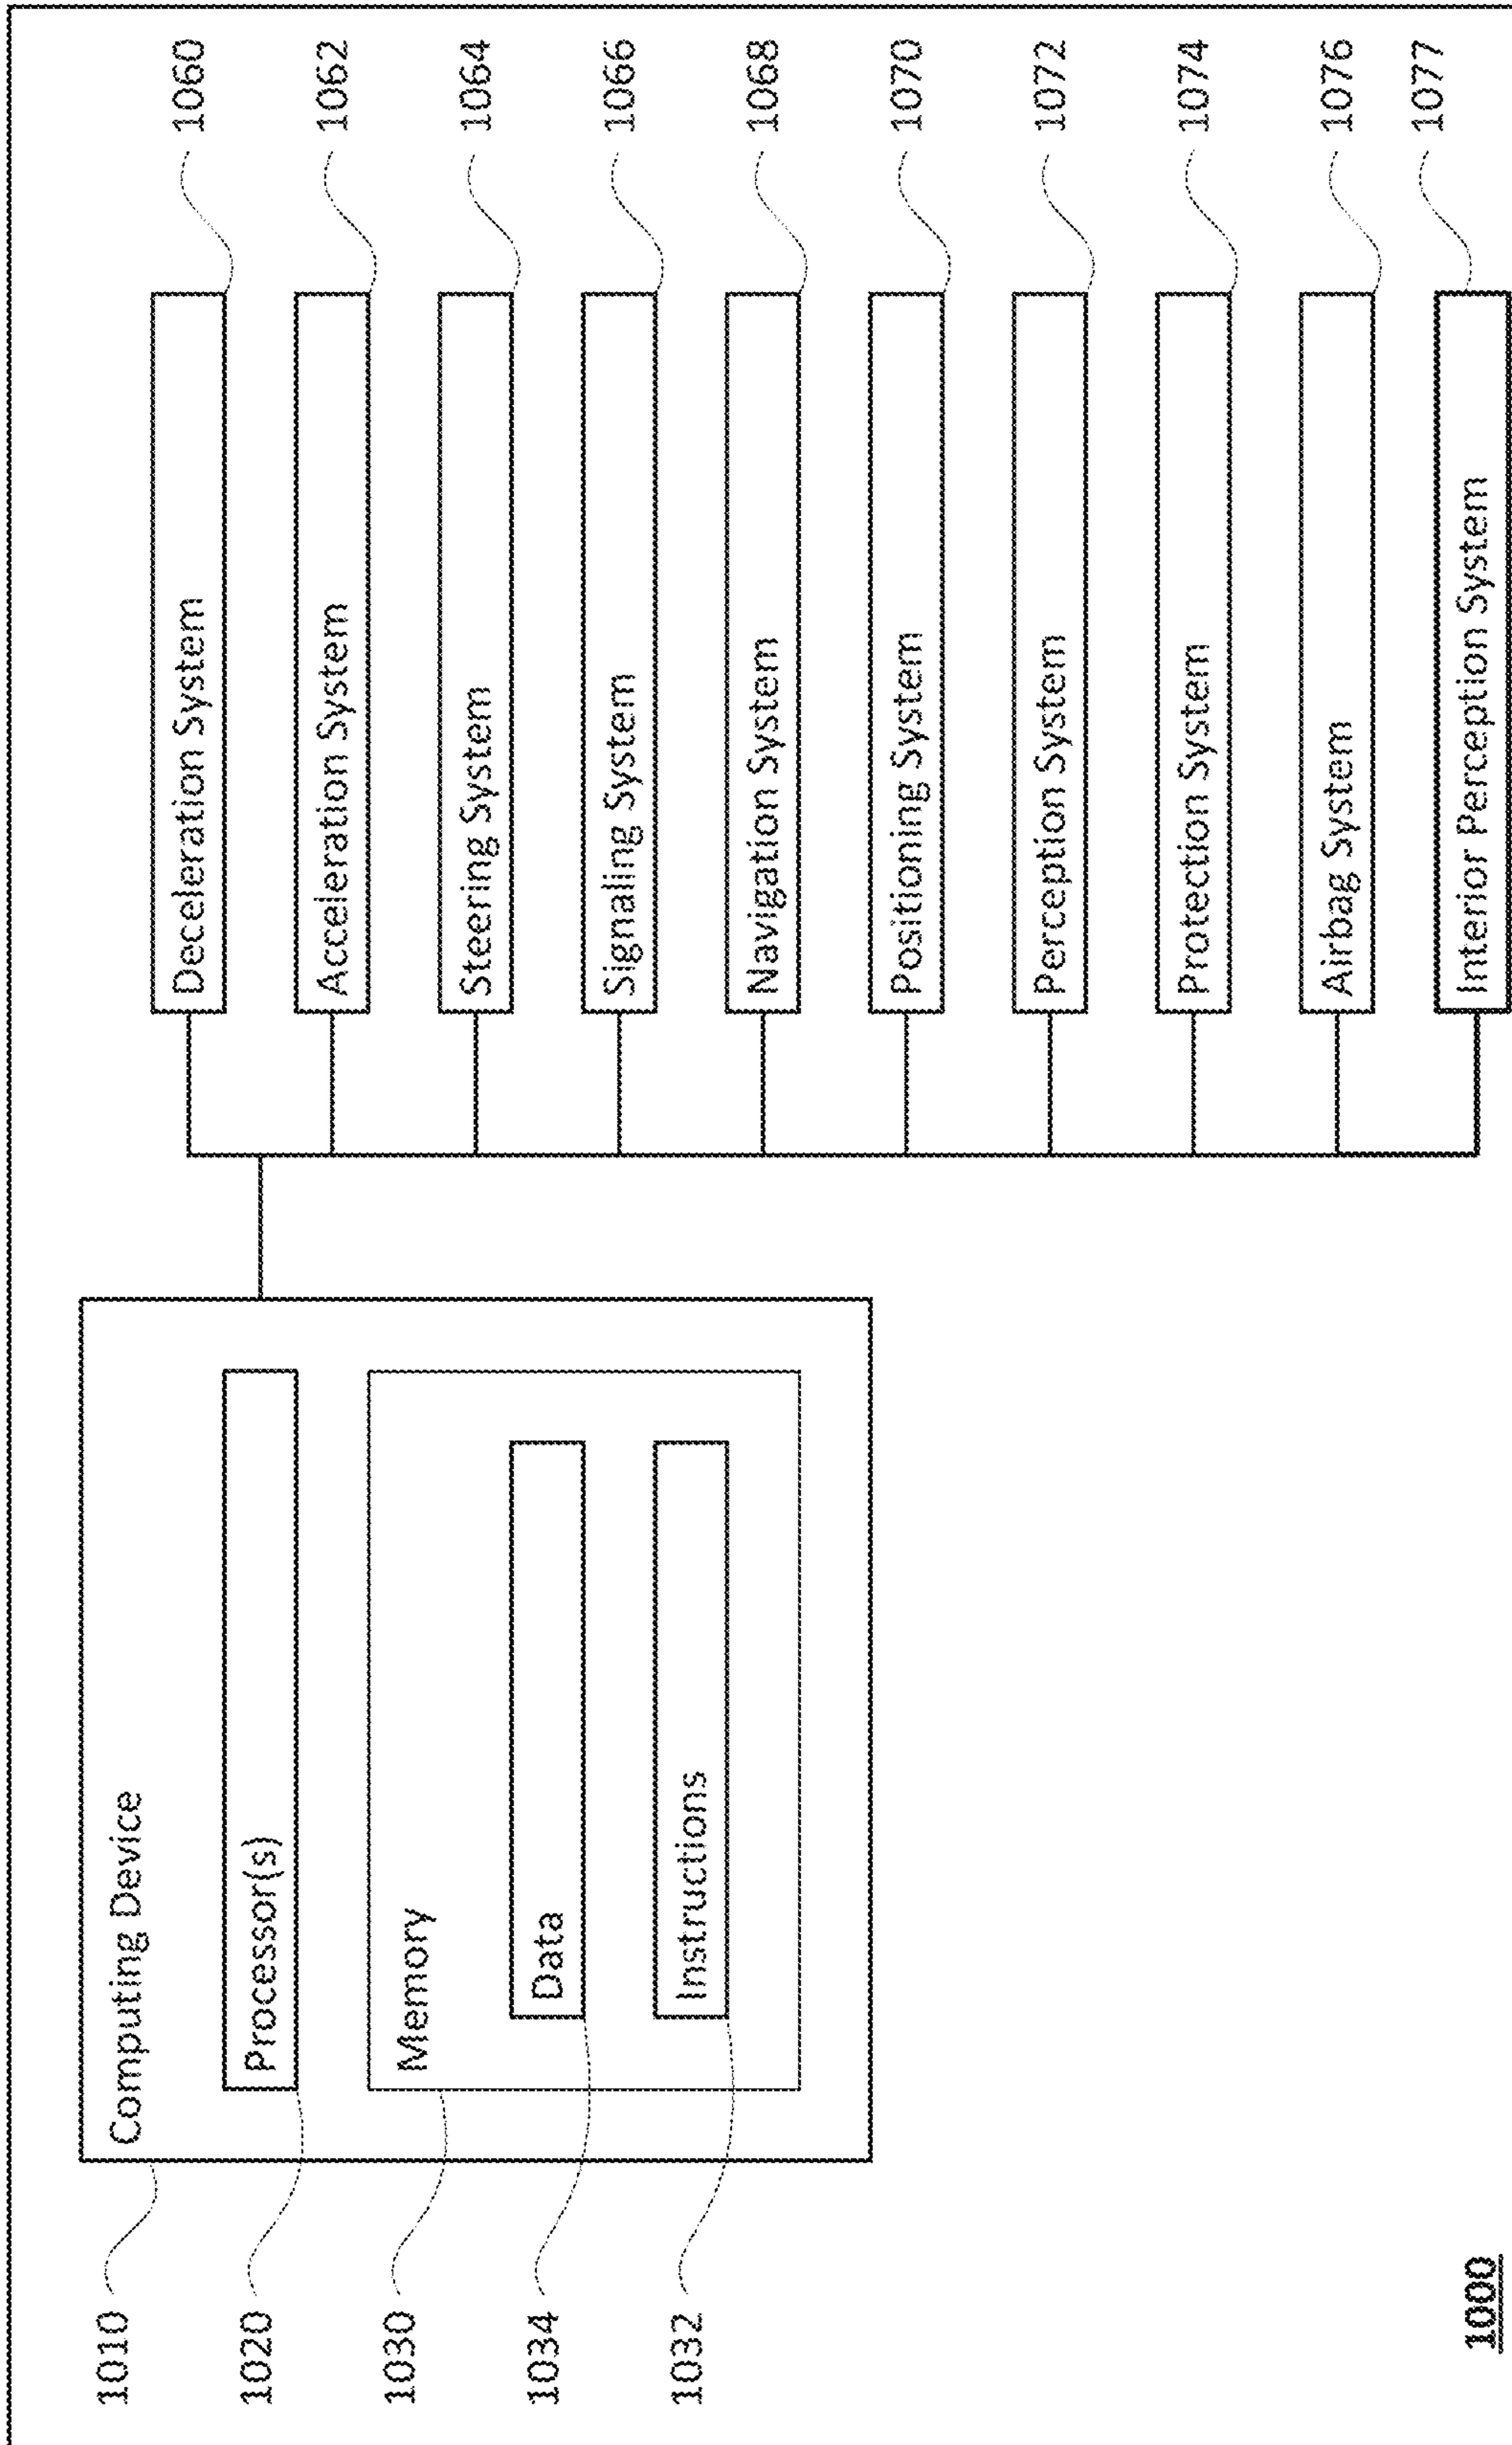 1010
Computing Device
1020
Processor(s)
1030
Memory
1034
Data
1032
Instructions
Deceleration System
1060
Acceleration System
1062
Steering System
1064
Signaling System
1066
Navigation System
1068
Positioning System
1070
Perception System
1072
Protection System
1074
Airbag System
1076
Interior Perception System
1077
1000